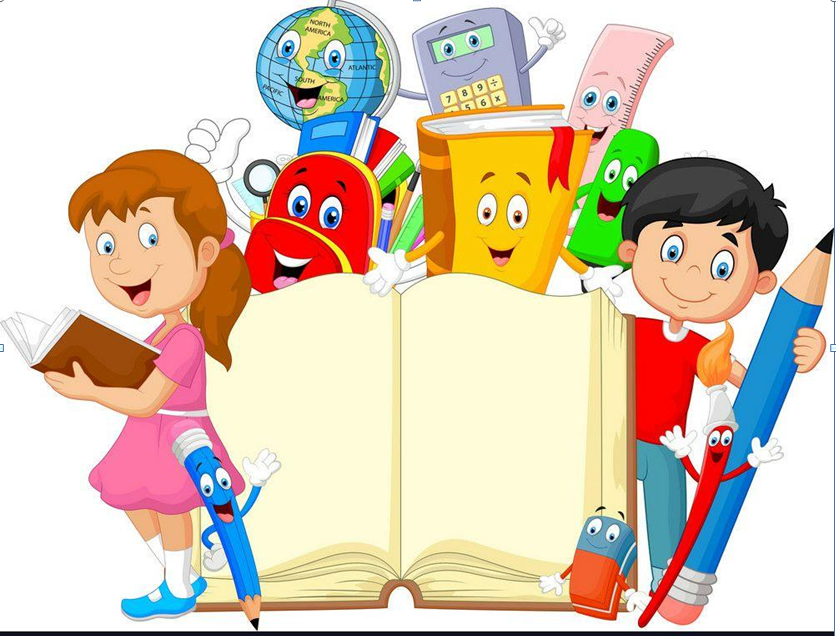 NORTH
AMERICA
ATLANTIC
SOUTH
AMERICA
PACIFIC
7 8 9 ÷
5 6 x